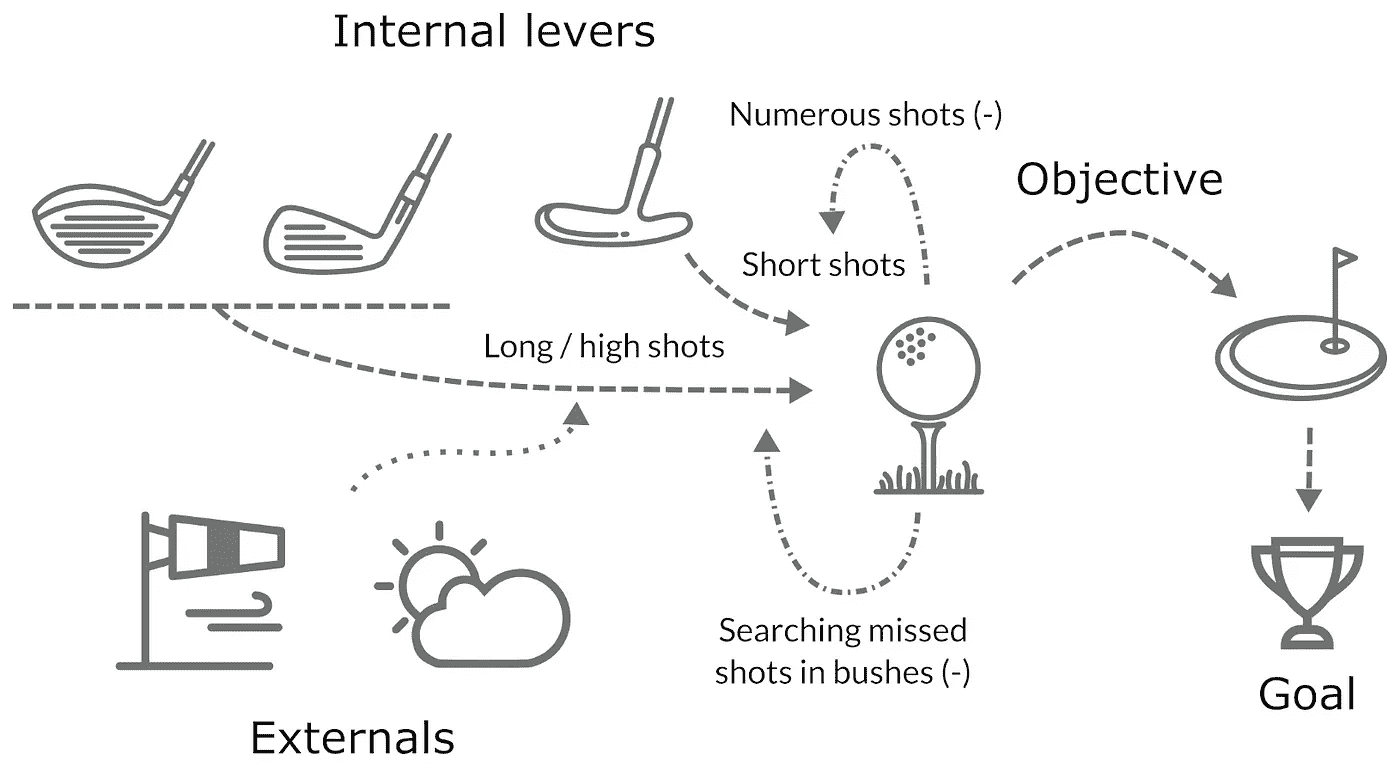 Internal levers
Numerous shots (-)
Objective
Short shots
Long / high shots
Searching missed
shots in bushes (-)
Goal
Externals